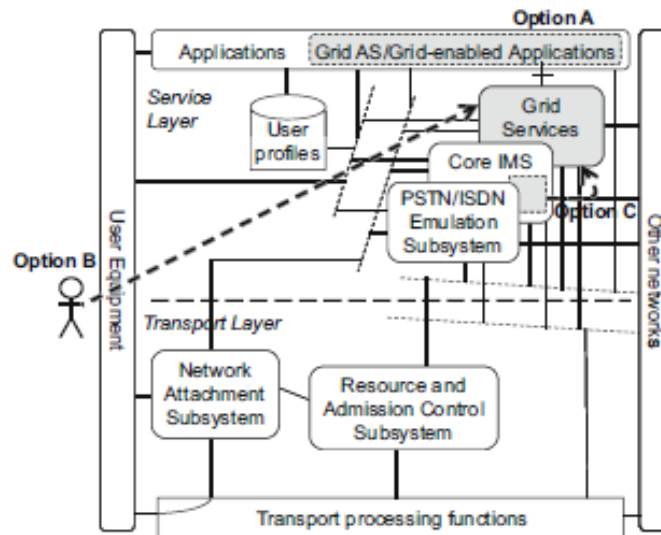 Option A
Applications
Grid AS/Grid-enabled Applications
Service
Layer
User
profiles
Grid
Services
Core IMS
PSTN/ISDN
Emulation
Subsystem
Option C
Option B
User Equipment
Other networks
Transport Layer
Network
Attachment
Subsystem
Resource and
Admission Control
Subsystem
Transport processing functions